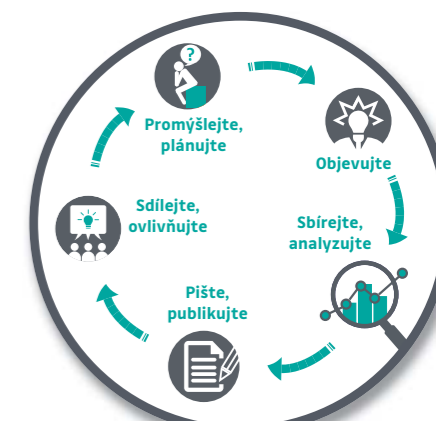 ?
Promýšlejte,
plánujte
Objevujte
Sbírejte,
analyzujte
Pište,
publikujte
Sdílejte,
ovlivňujte